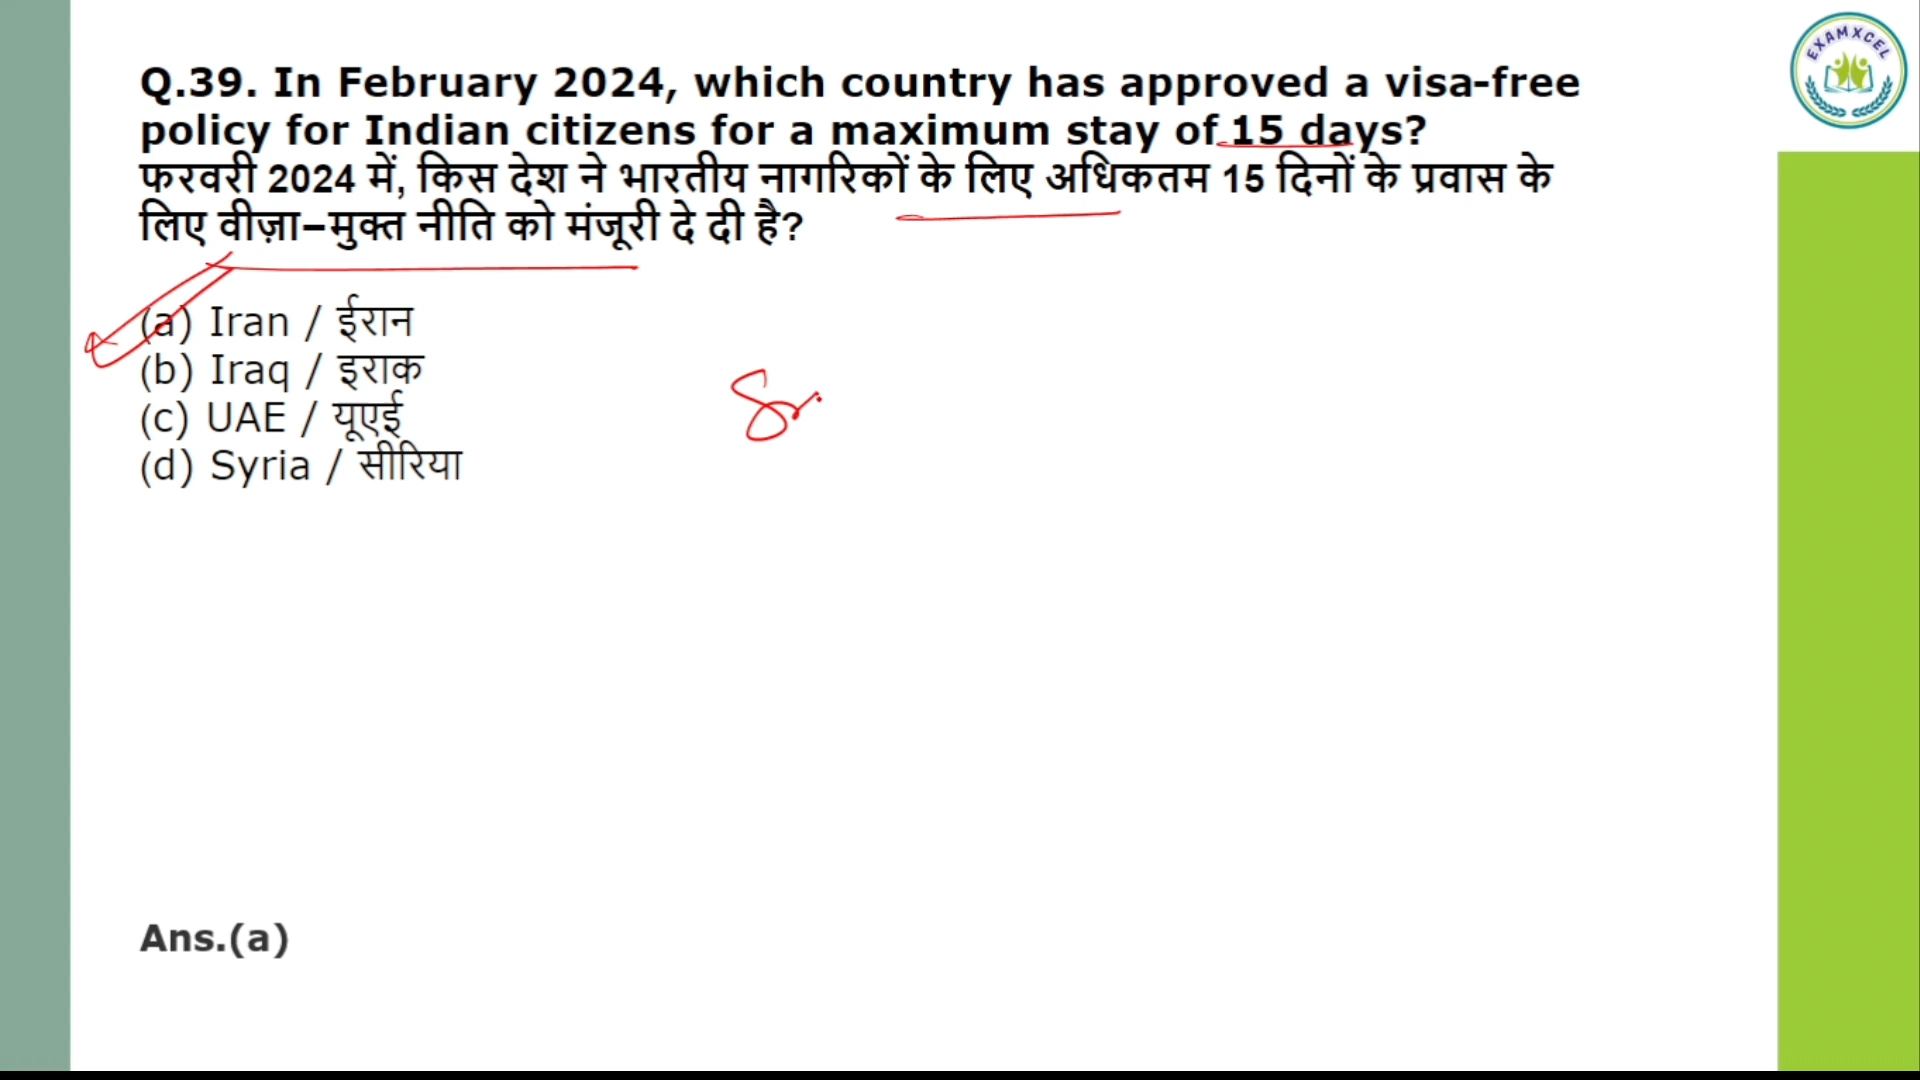 EXAMXCEL
Q.39. In February 2024, which country has approved a visa-free
policy for Indian citizens for a maximum stay of 15 days?
फरवरी 2024 में, किस देश ने भारतीय नागरिकों के लिए अधिकतम 15 दिनों के प्रवास के
लिए वीज़ा–मुक्त नीति को मंजूरी दे दी है?
(a) Iran / ईरान
(b) Iraq / इराक
(c) UAE / यूएई
(d) Syria / सीरिया
Ans.(a)